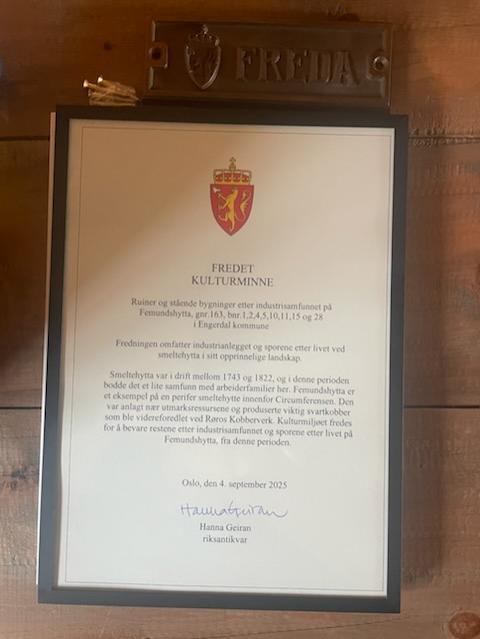 FREDA
FREDET
KULTURMINNE
Ruiner og stående bygninger etter industrisamfunnet på
Femundshytta, gnr.163, bnr.1,2,4,5,10,11,15 og 28
i Engerdal kommune
Fredningen omfatter industrianlegget og sporene etter livet ved
smeltehytta i sitt opprinnelige landskap.
Smeltehytta var i drift mellom 1743 og 1822, og i denne perioden
bodde det et lite samfunn med arbeiderfamilier her. Femundshytta er
et eksempel på en perifer smeltehytte innenfor Circumferensen. Den
var anlagt nær utmarksressursene og produserte viktig svartkobber
som ble videreforedlet ved Røros Kobberverk. Kulturmiljøet fredes
for å bevare restene etter industrisamfunnet og sporene etter livet på
Femundshytta, fra denne perioden.
Oslo, den 4. september 2025
Hanna Geiran
Hanna Geiran
riksantikvar